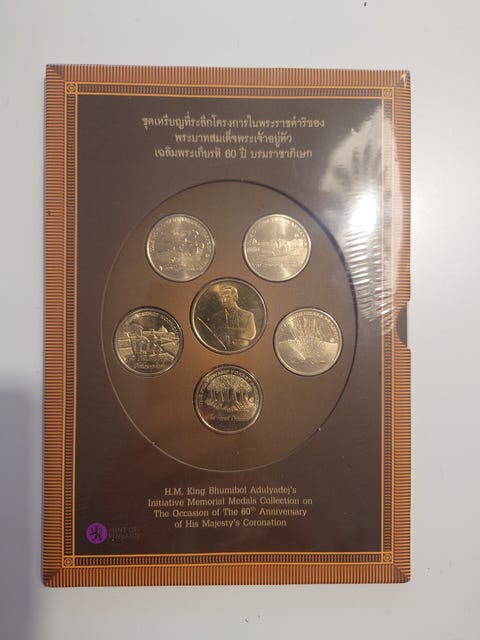 ชุดเหรียญที่ระลึกโครงการในพระราชดำริของ
พระบาทสมเด็จพระเจ้าอยู่หัว
เฉลิมพระเกียรติ 60 ปี บรมราชาภิเษก
H.M. King Bhumibol Adulyadej's
Initiative Memorial Medals Collection on
The Occasion of The 60th Anniversary
of His Majesty's Coronation
MINT OF
FINLAND